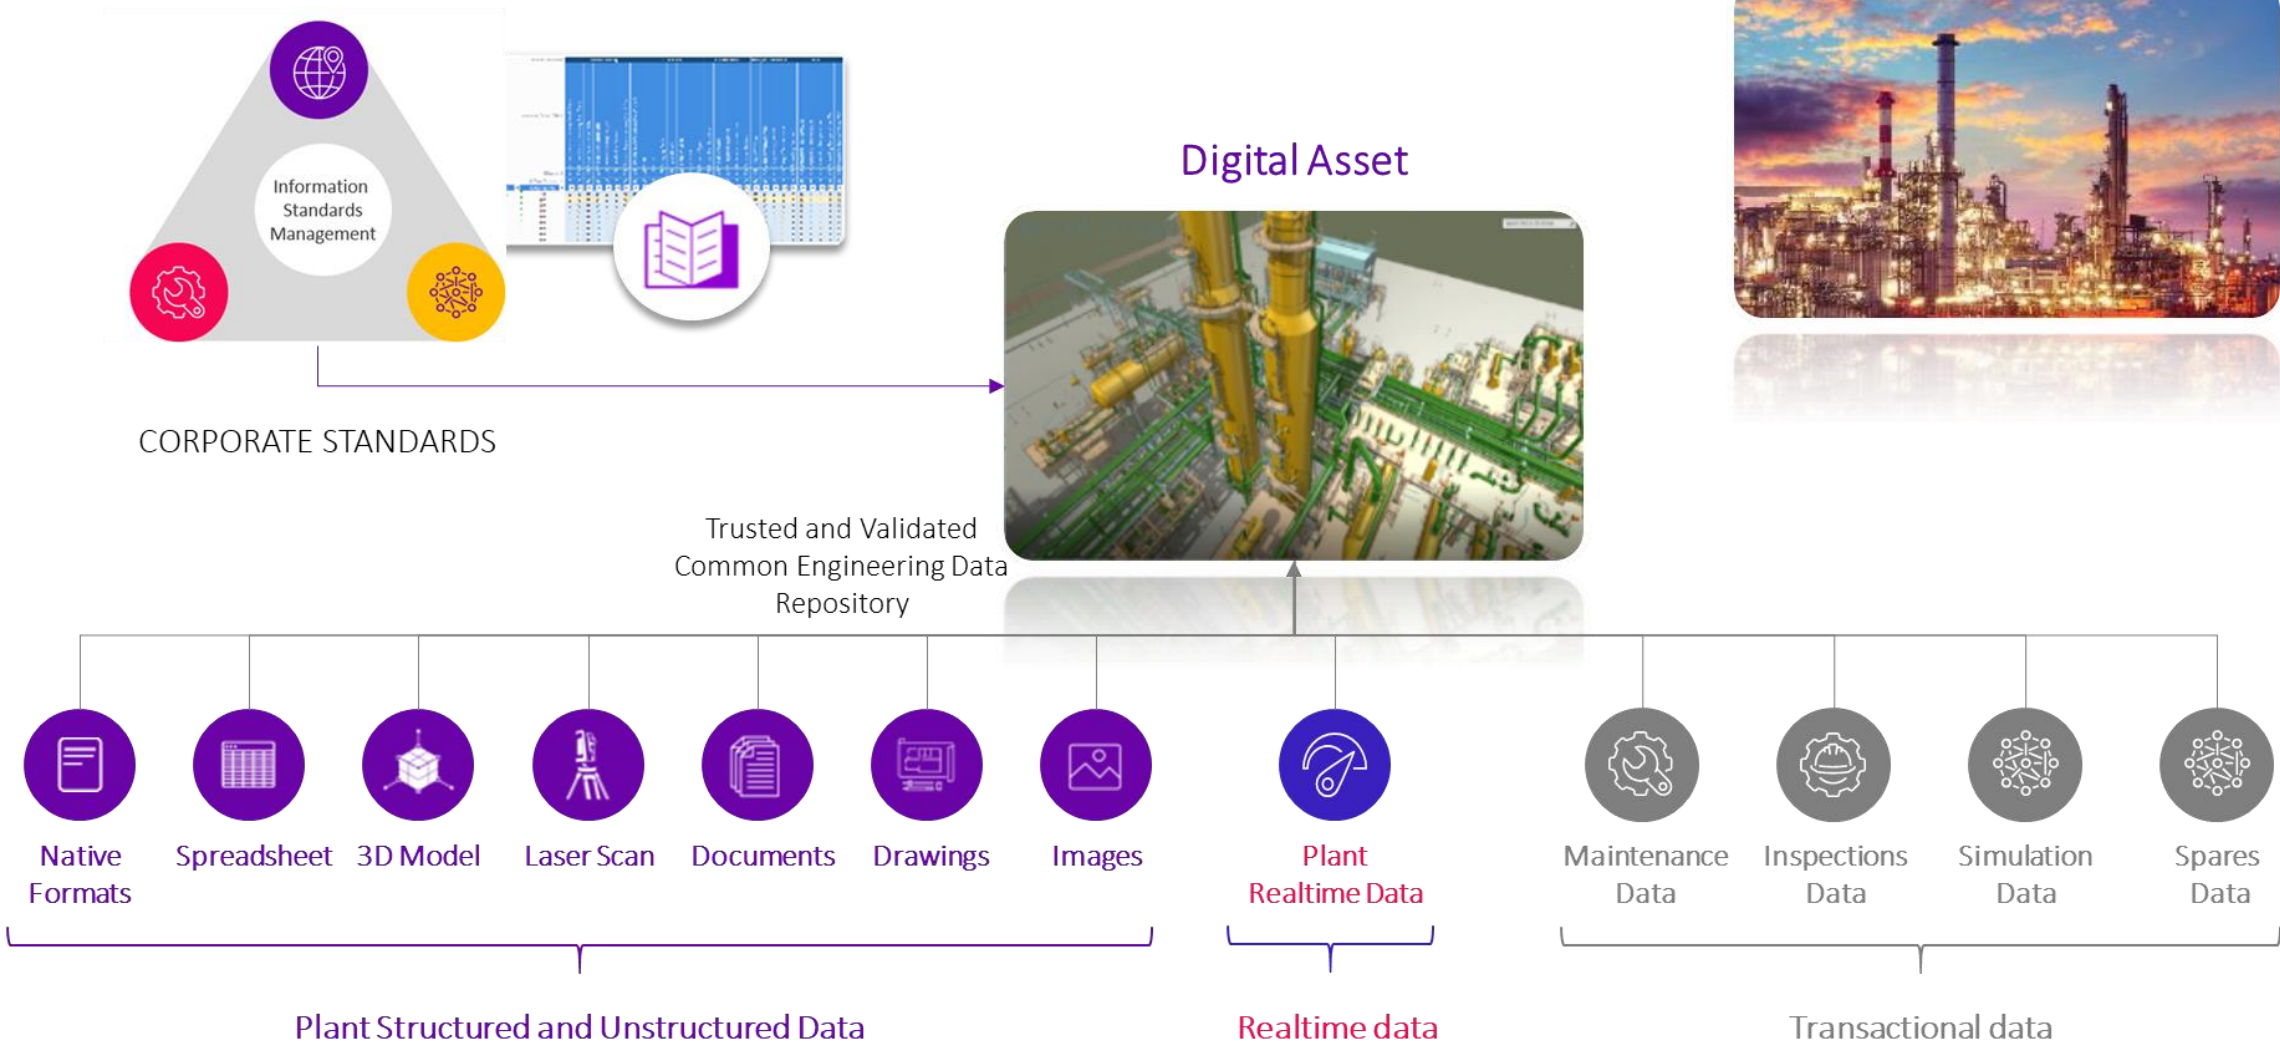 Information
Standards
Management
CORPORATE STANDARDS
Digital Asset
Trusted and Validated
Common Engineering Data
Repository
Native
Formats
Spreadsheet
3D Model
Laser Scan
Documents
Drawings
Images
Plant
Realtime Data
Maintenance
Data
Inspections
Data
Simulation
Data
Spares
Data
Plant Structured and Unstructured Data
Realtime data
Transactional data